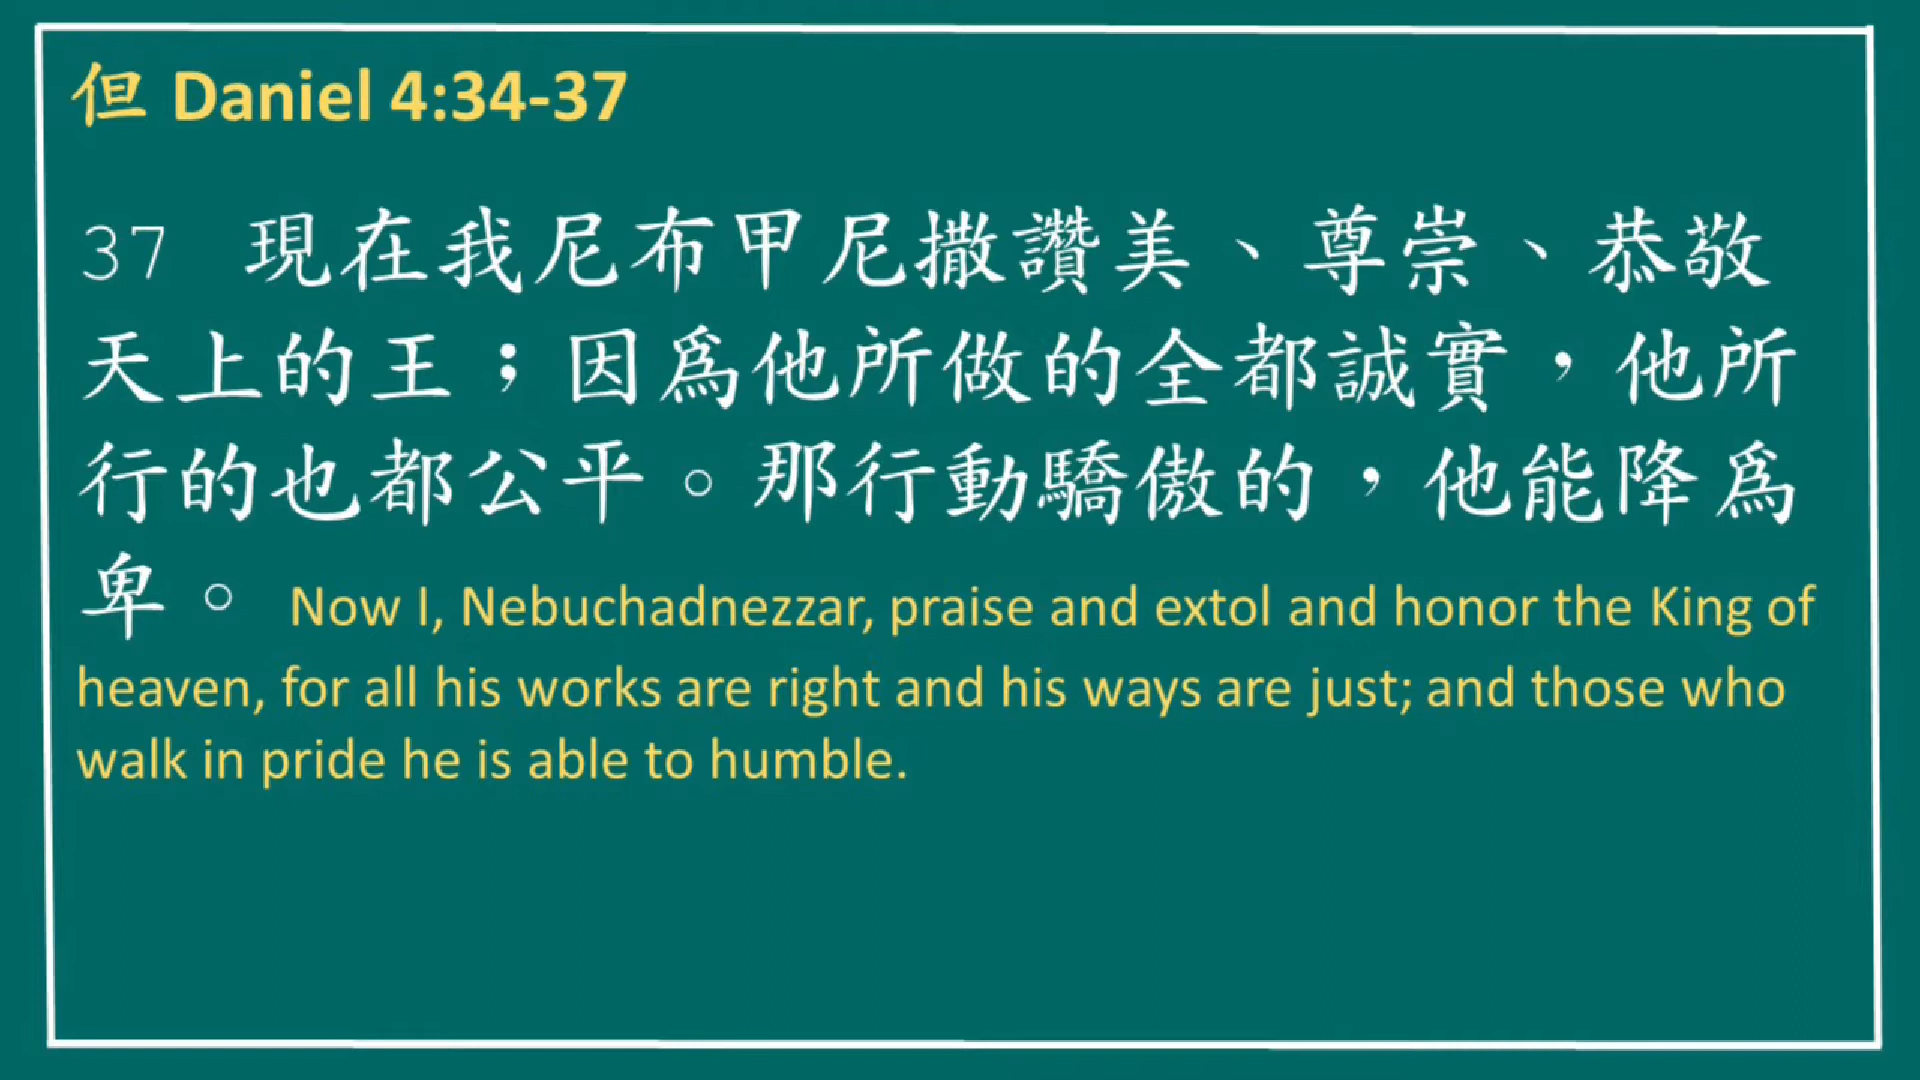 但 Daniel 4:34-37
37 現在我尼布甲尼撒讚美、尊崇、恭敬
天上的王；因爲他所做的全都誠實，他所
行的也都公平。那行動驕傲的，他能降爲
卑。 Now I, Nebuchadnezzar, praise and extol and honor the King of
heaven, for all his works are right and his ways are just; and those who
walk in pride he is able to humble.